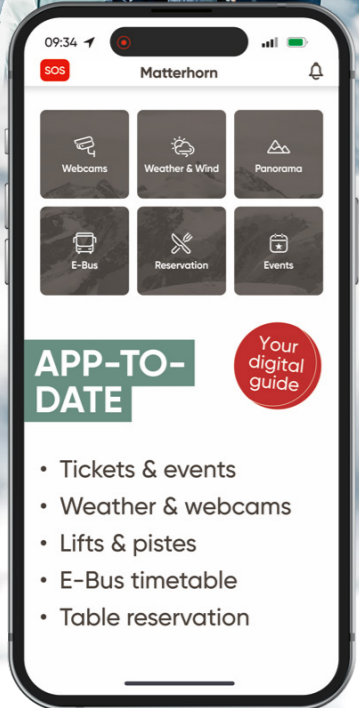 09:34
SOS
Matterhorn
Webcams
Weather & Wind
Panorama
E-Bus
Reservation
Events
APP-TO-
DATE
Your
digital
guide
• Tickets & events
• Weather & webcams
• Lifts & pistes
• E-Bus timetable
• Table reservation